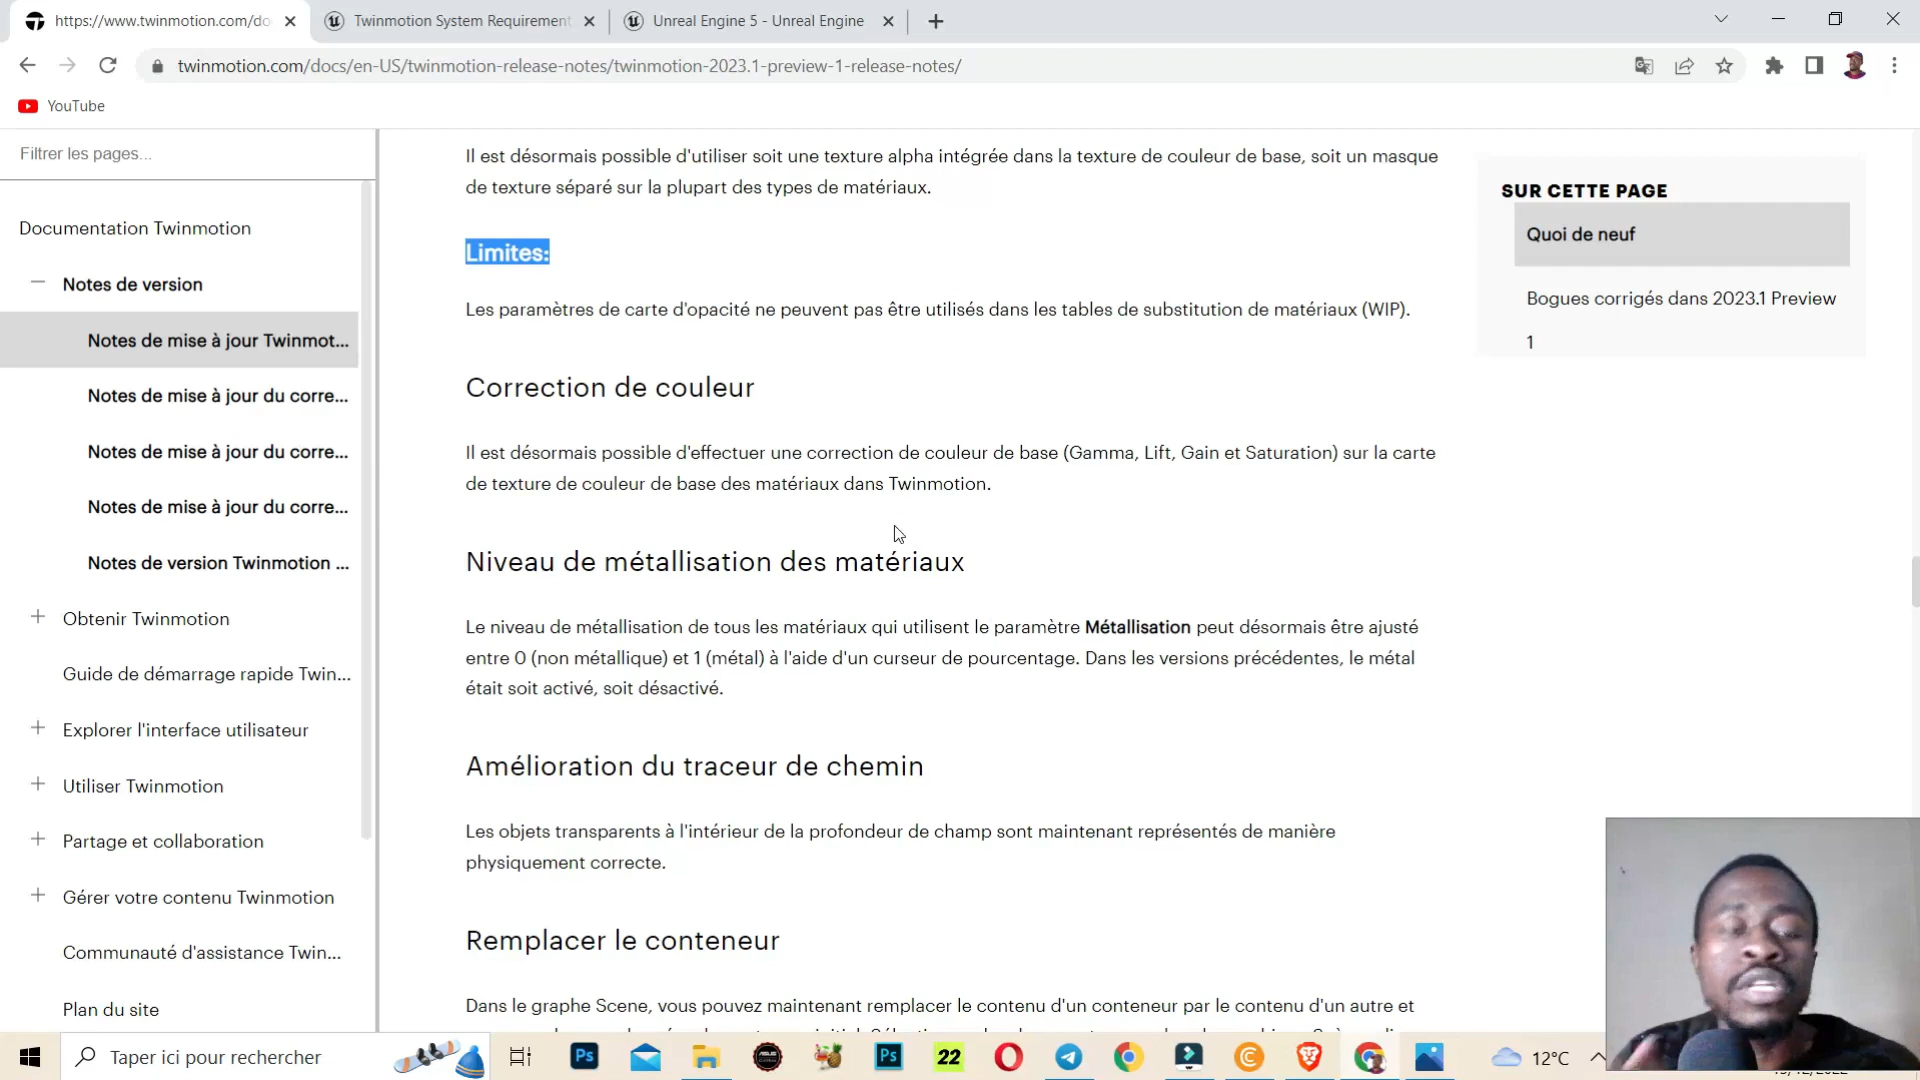 https://www.twinmotion.com/do
Twinmotion System Requirement
Unreal Engine 5 - Unreal Engine
twinmotion.com/docs/en-US/twinmotion-release-notes/twinmotion-2023.1-preview-1-release-notes/
YouTube
Filtrer les pages...
Documentation Twinmotion
Notes de version
Notes de mise à jour Twinmot...
Notes de mise à jour du corre...
Notes de mise à jour du corre...
Notes de mise à jour du corre...
Notes de version Twinmotion ...
Obtenir Twinmotion
Guide de démarrage rapide Twin...
Explorer l'interface utilisateur
Utiliser Twinmotion
Partage et collaboration
Gérer votre contenu Twinmotion
Communauté d'assistance Twin...
Plan du site
Il est désormais possible d'utiliser soit une texture alpha intégrée dans la texture de couleur de base, soit un masque
de texture séparé sur la plupart des types de matériaux.
Limites:
Les paramètres de carte d'opacité ne peuvent pas être utilisés dans les tables de substitution de matériaux (WIP).
Correction de couleur
Il est désormais possible d'effectuer une correction de couleur de base (Gamma, Lift, Gain et Saturation) sur la carte
de texture de couleur de base des matériaux dans Twinmotion.
Niveau de métallisation des matériaux
Le niveau de métallisation de tous les matériaux qui utilisent le paramètre Métallisation peut désormais être ajusté
entre 0 (non métallique) et 1 (métal) à l'aide d'un curseur de pourcentage. Dans les versions précédentes, le métal
était soit activé, soit désactivé.
Amélioration du traceur de chemin
Les objets transparents à l'intérieur de la profondeur de champ sont maintenant représentés de manière
physiquement correcte.
Remplacer le conteneur
Dans le graphe Scene, vous pouvez maintenant remplacer le contenu d'un conteneur par le contenu d'un autre et
SUR CETTE PAGE
Quoi de neuf
Bogues corrigés dans 2023.1 Preview
1
Taper ici pour rechercher
Ps
Ps
22
12°C